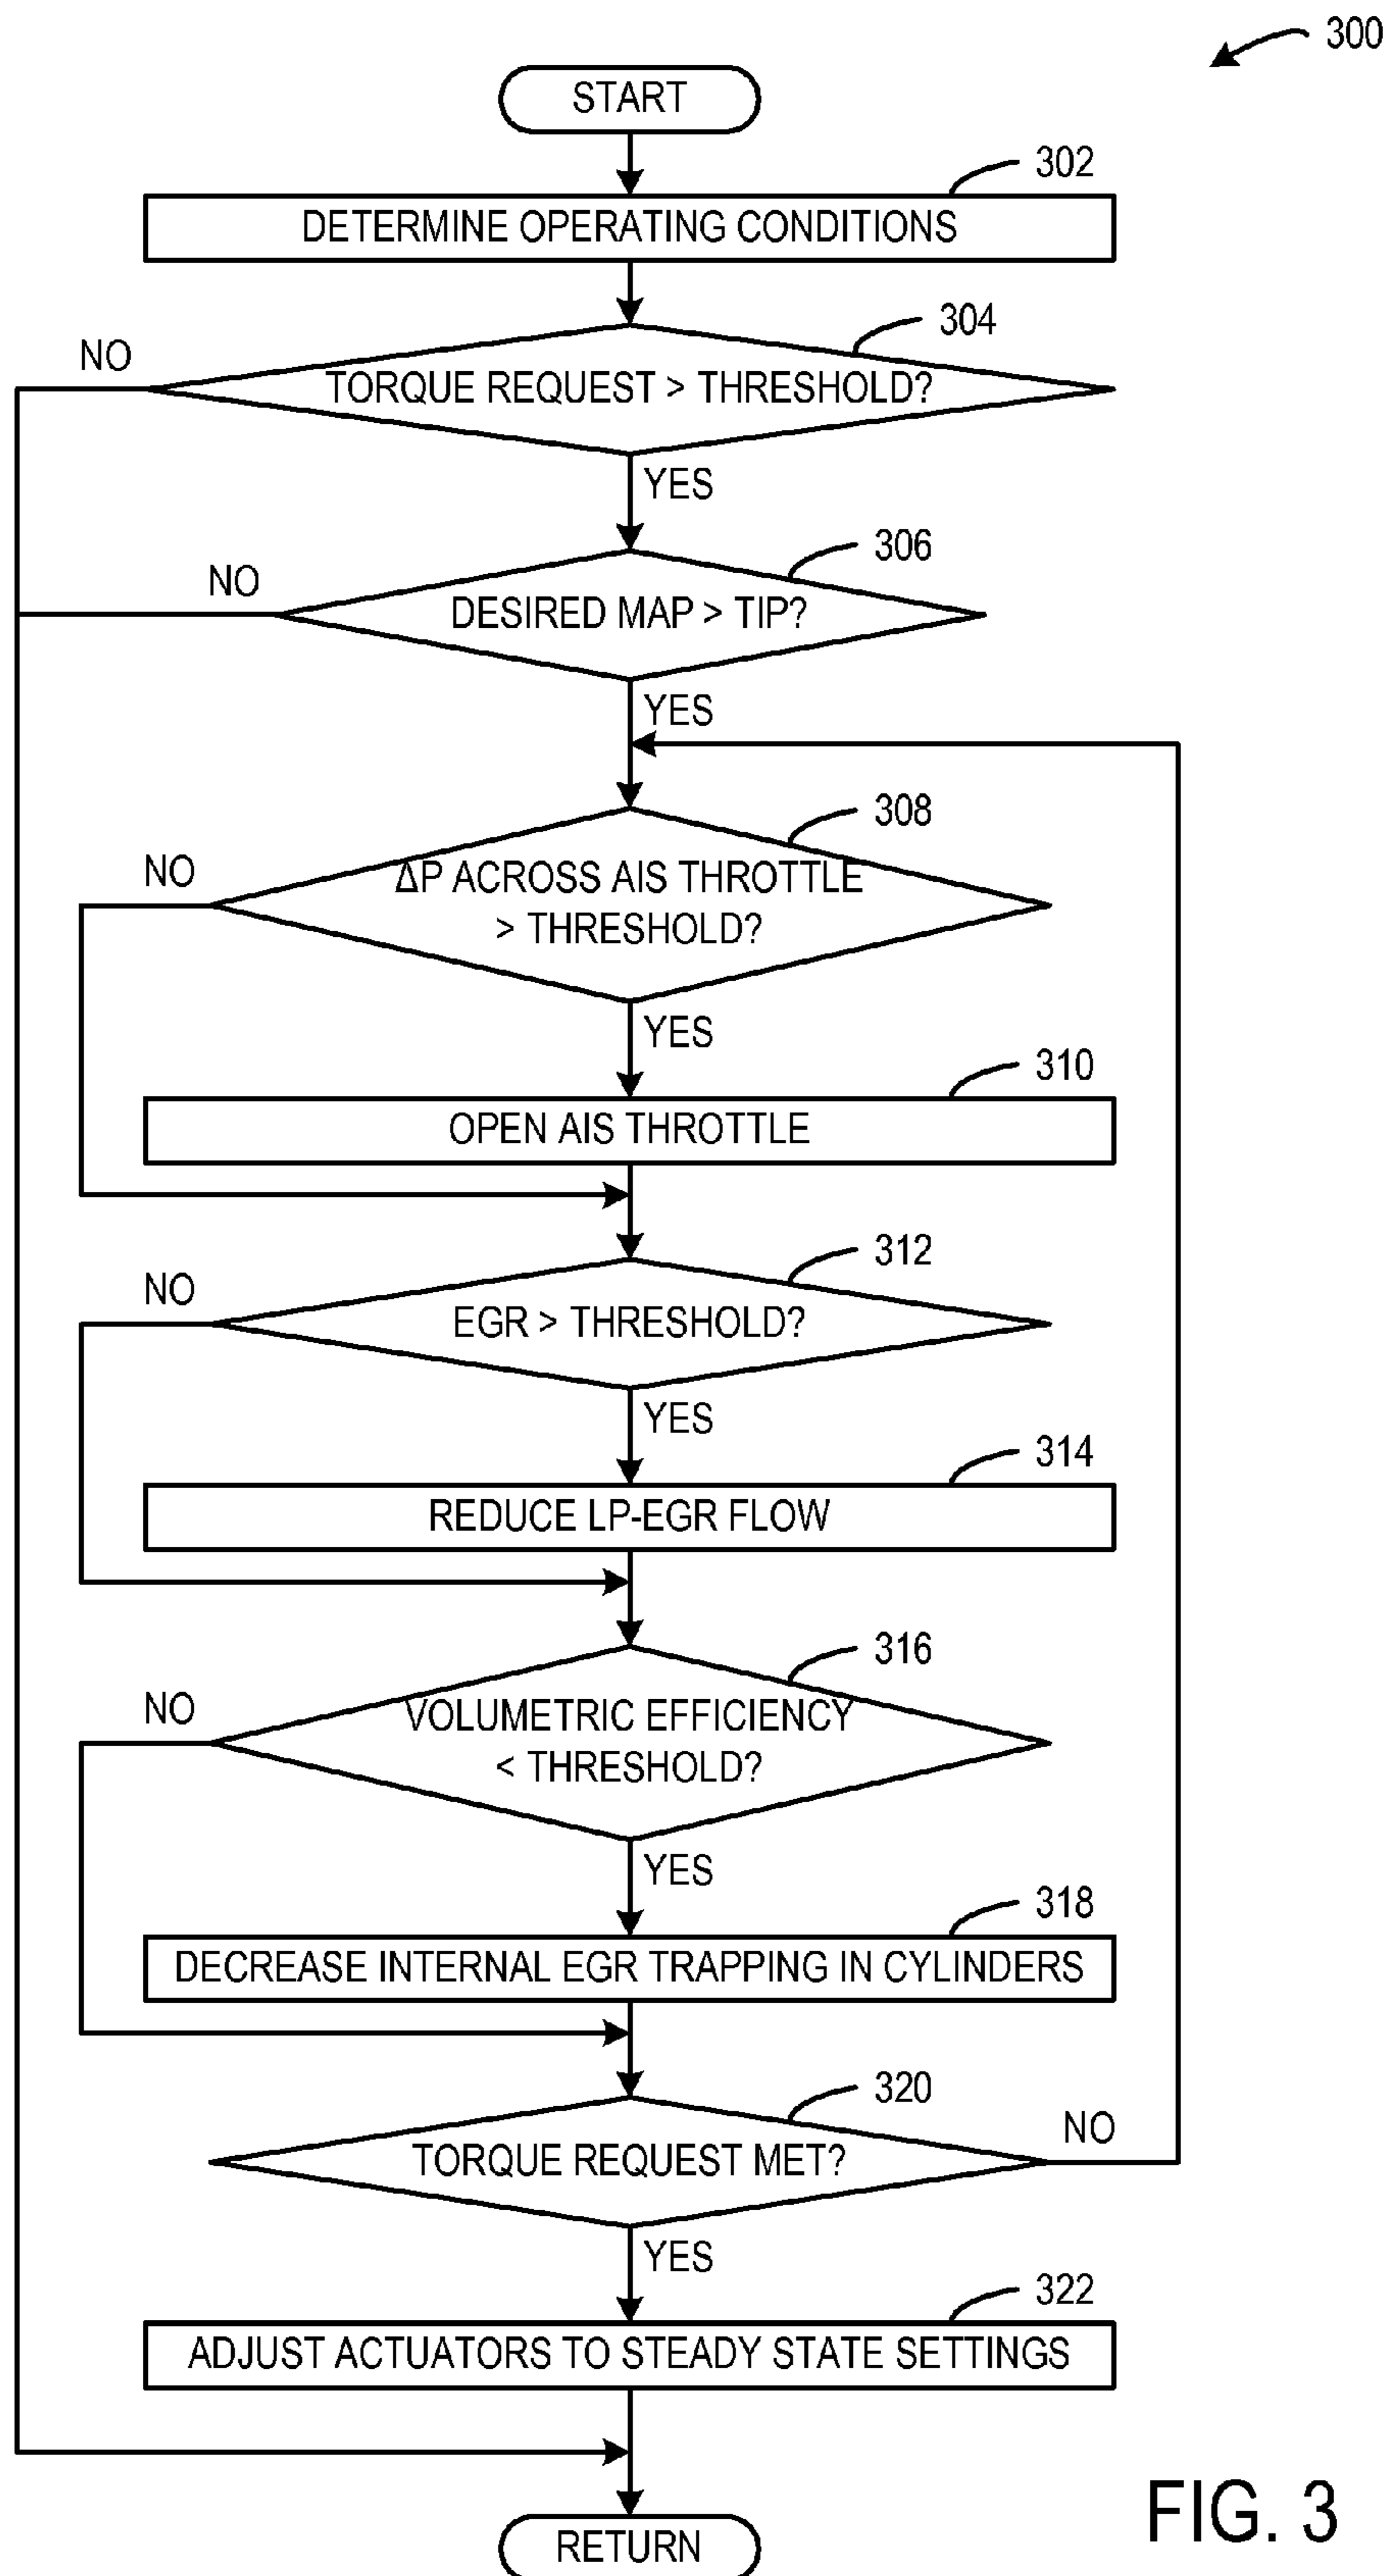 300
START
302
DETERMINE OPERATING CONDITIONS
304
NO
TORQUE REQUEST > THRESHOLD?
YES
306
NO
DESIRED MAP > TIP?
YES
308
NO
ΔP ACROSS AIS THROTTLE
> THRESHOLD?
YES
310
OPEN AIS THROTTLE
312
NO
EGR > THRESHOLD?
YES
314
REDUCE LP-EGR FLOW
316
NO
VOLUMETRIC EFFICIENCY
< THRESHOLD?
YES
318
DECREASE INTERNAL EGR TRAPPING IN CYLINDERS
320
NO
TORQUE REQUEST MET?
YES
322
ADJUST ACTUATORS TO STEADY STATE SETTINGS
RETURN
FIG. 3